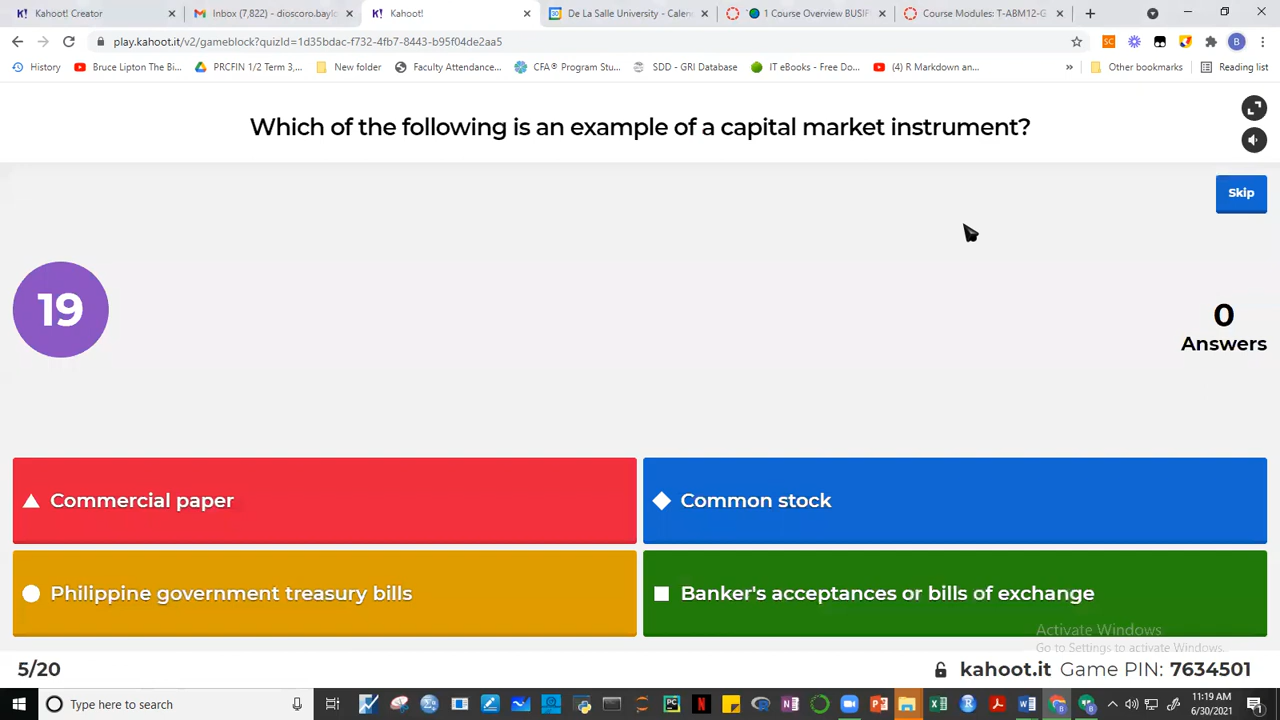 Kahoot! Creator
Inbox (7,822) - dioscoro.baylo
Kahoot!
De La Salle University - Calend
1 Course Overview BUSIF
Course Modules: T-ABM12-G
play.kahoot.it/v2/gameblock?quizId=1d35bdac-f732-4fb7-8443-b95f04de2aa5
B
History
Bruce Lipton The Bi...
PRCFIN 1/2 Term 3,...
New folder
Faculty Attendance...
CFA® Program Stu...
SDD - GRI Database
IT eBooks - Free Do...
(4) R Markdown an...
Other bookmarks
Reading list
Which of the following is an example of a capital market instrument?
Skip
19
0
Answers
Commercial paper
Common stock
Philippine government treasury bills
Banker's acceptances or bills of exchange
Activate Windows
Go to Settings to activate Windows.
5/20
kahoot.it Game PIN: 7634501
Type here to search
11:19 AM
6/30/2021